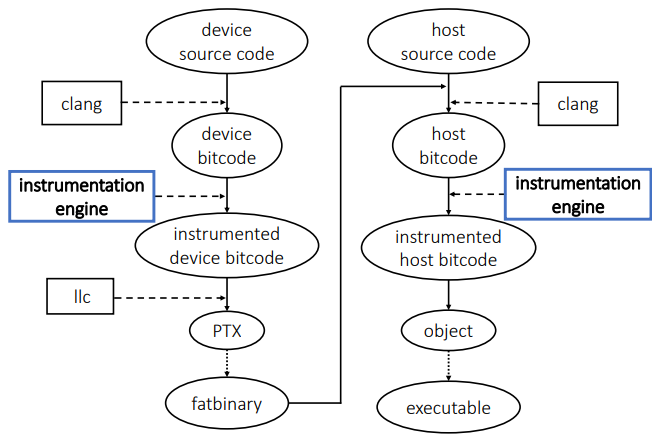 device
source code
host
source code
clang
clang
device
bitcode
host
bitcode
instrumentation
engine
instrumentation
engine
instrumented
device bitcode
instrumented
host bitcode
llc
PTX
object
fatbinary
executable